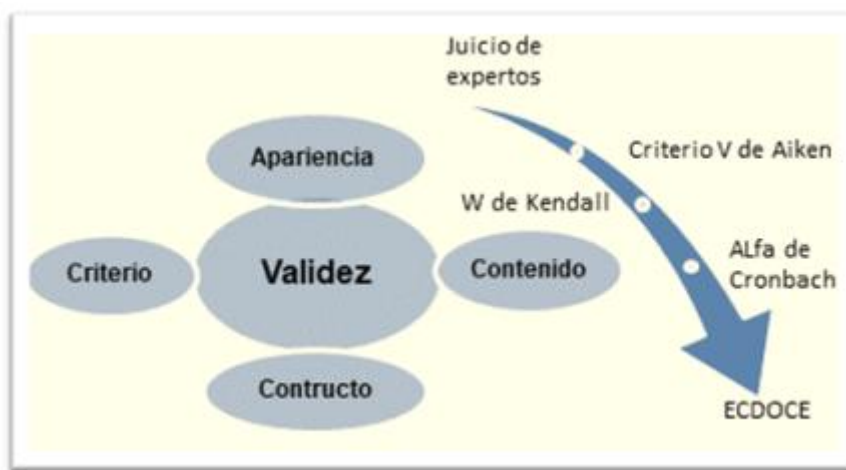 Juicio de
expertos
Apariencia
Criterio V de Aiken
W de Kendall
Criterio
Validez
Contenido
ALfa de
Cronbach
Contructo
ECDOCE